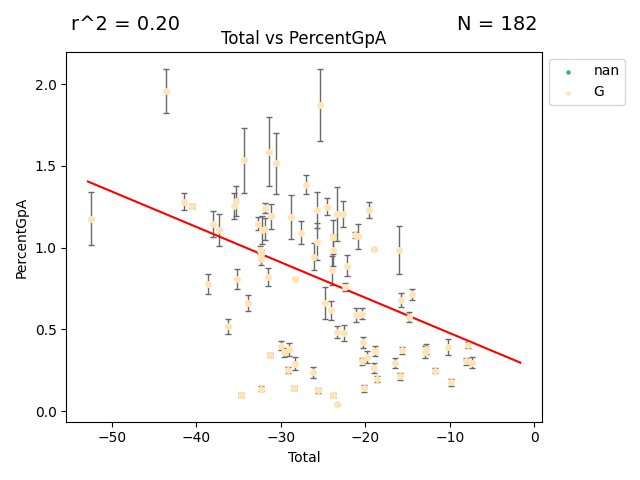 r^2 = 0.20
N = 182
Total vs PercentGpA
nan
G
PercentGpA
2.0
1.5
1.0
0.5
0.0
−50
−40
−30
−20
−10
0
Total